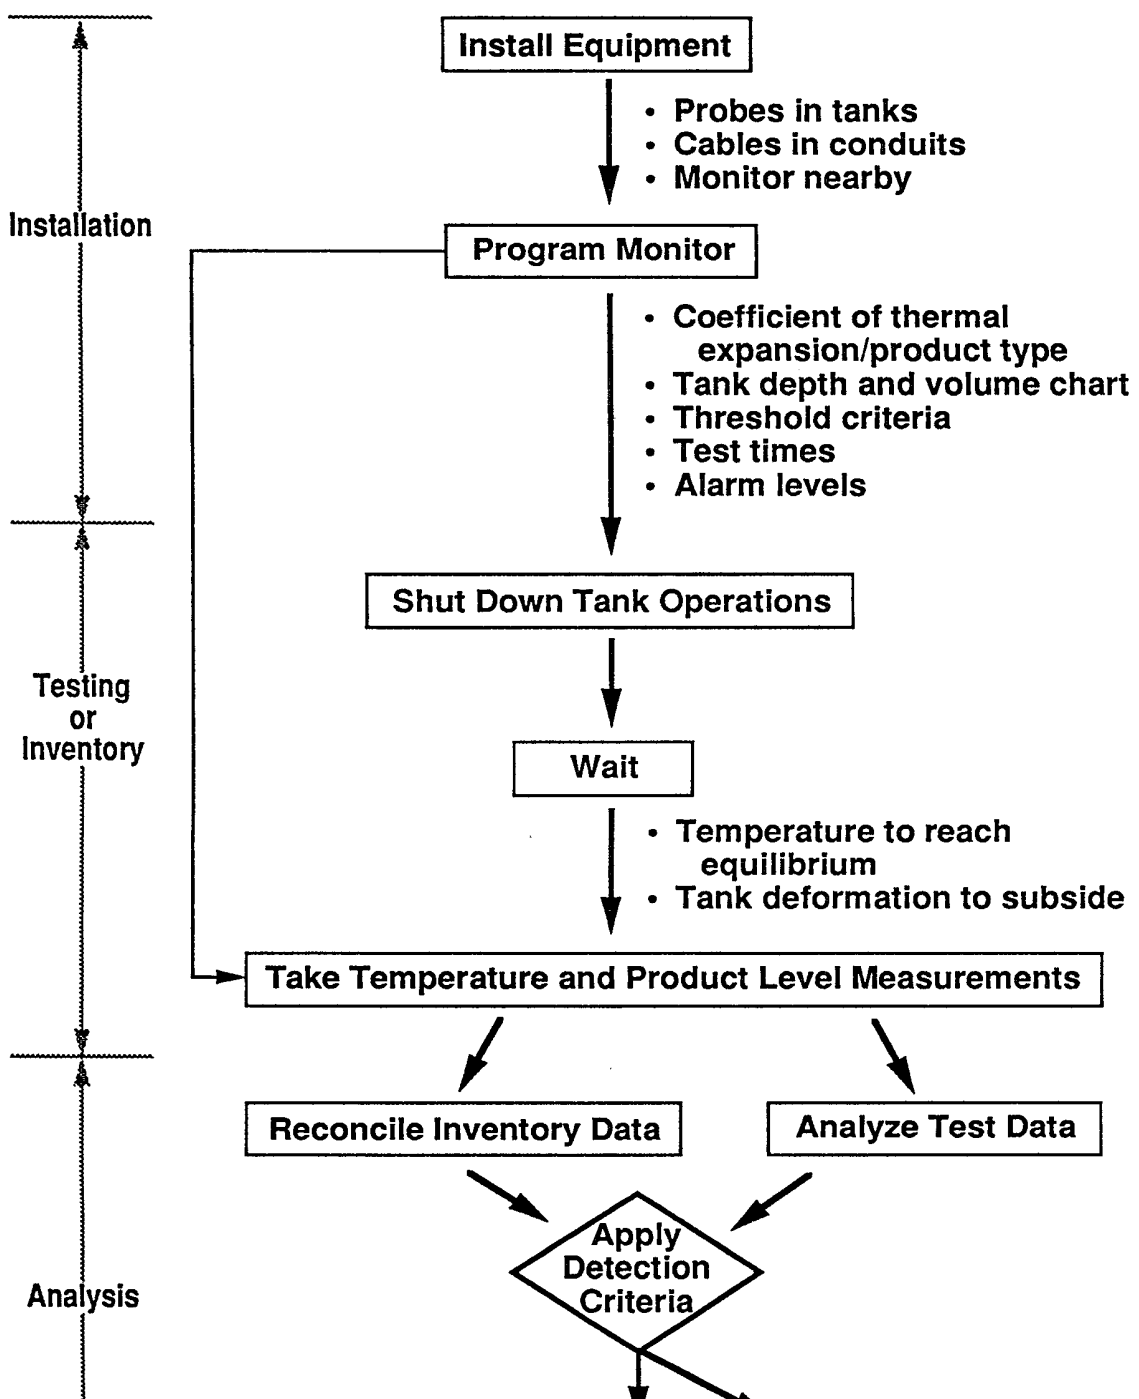 Install Equipment
• Probes in tanks
• Cables in conduits
• Monitor nearby
Installation
Program Monitor
• Coefficient of thermal
expansion/product type
• Tank depth and volume chart
• Threshold criteria
• Test times
• Alarm levels
Shut Down Tank Operations
Testing
or
Inventory
Wait
• Temperature to reach
equilibrium
• Tank deformation to subside
Take Temperature and Product Level Measurements
Reconcile Inventory Data
Analyze Test Data
Apply
Detection
Criteria
Analysis